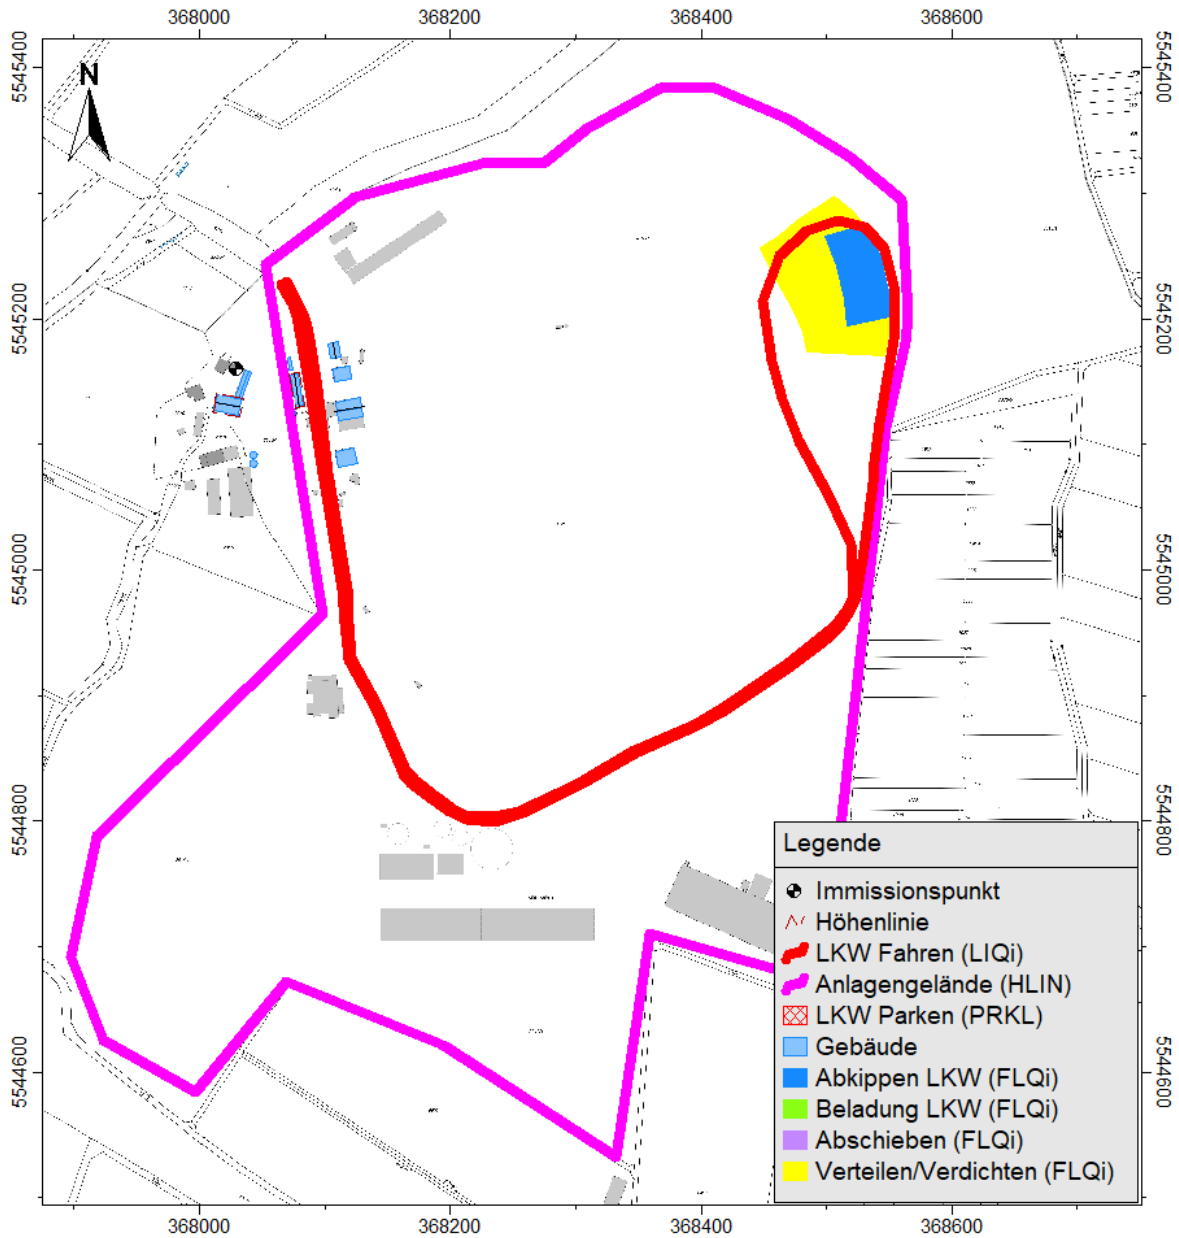 368000 368200 368400 368600
5545400 5545400
N
5545200 5545200
5545000 5545000
5544800 5544800
Legende
Immissionspunkt
Höhenlinie
LKW Fahren (LIQi)
Anlagengelände (HLIN)
LKW Parken (PRKL)
Gebäude
Abkippen LKW (FLQi)
Beladung LKW (FLQi)
Abschieben (FLQi)
Verteilen/Verdichten (FLQi)
5544600 5544600
368000 368200 368400 368600